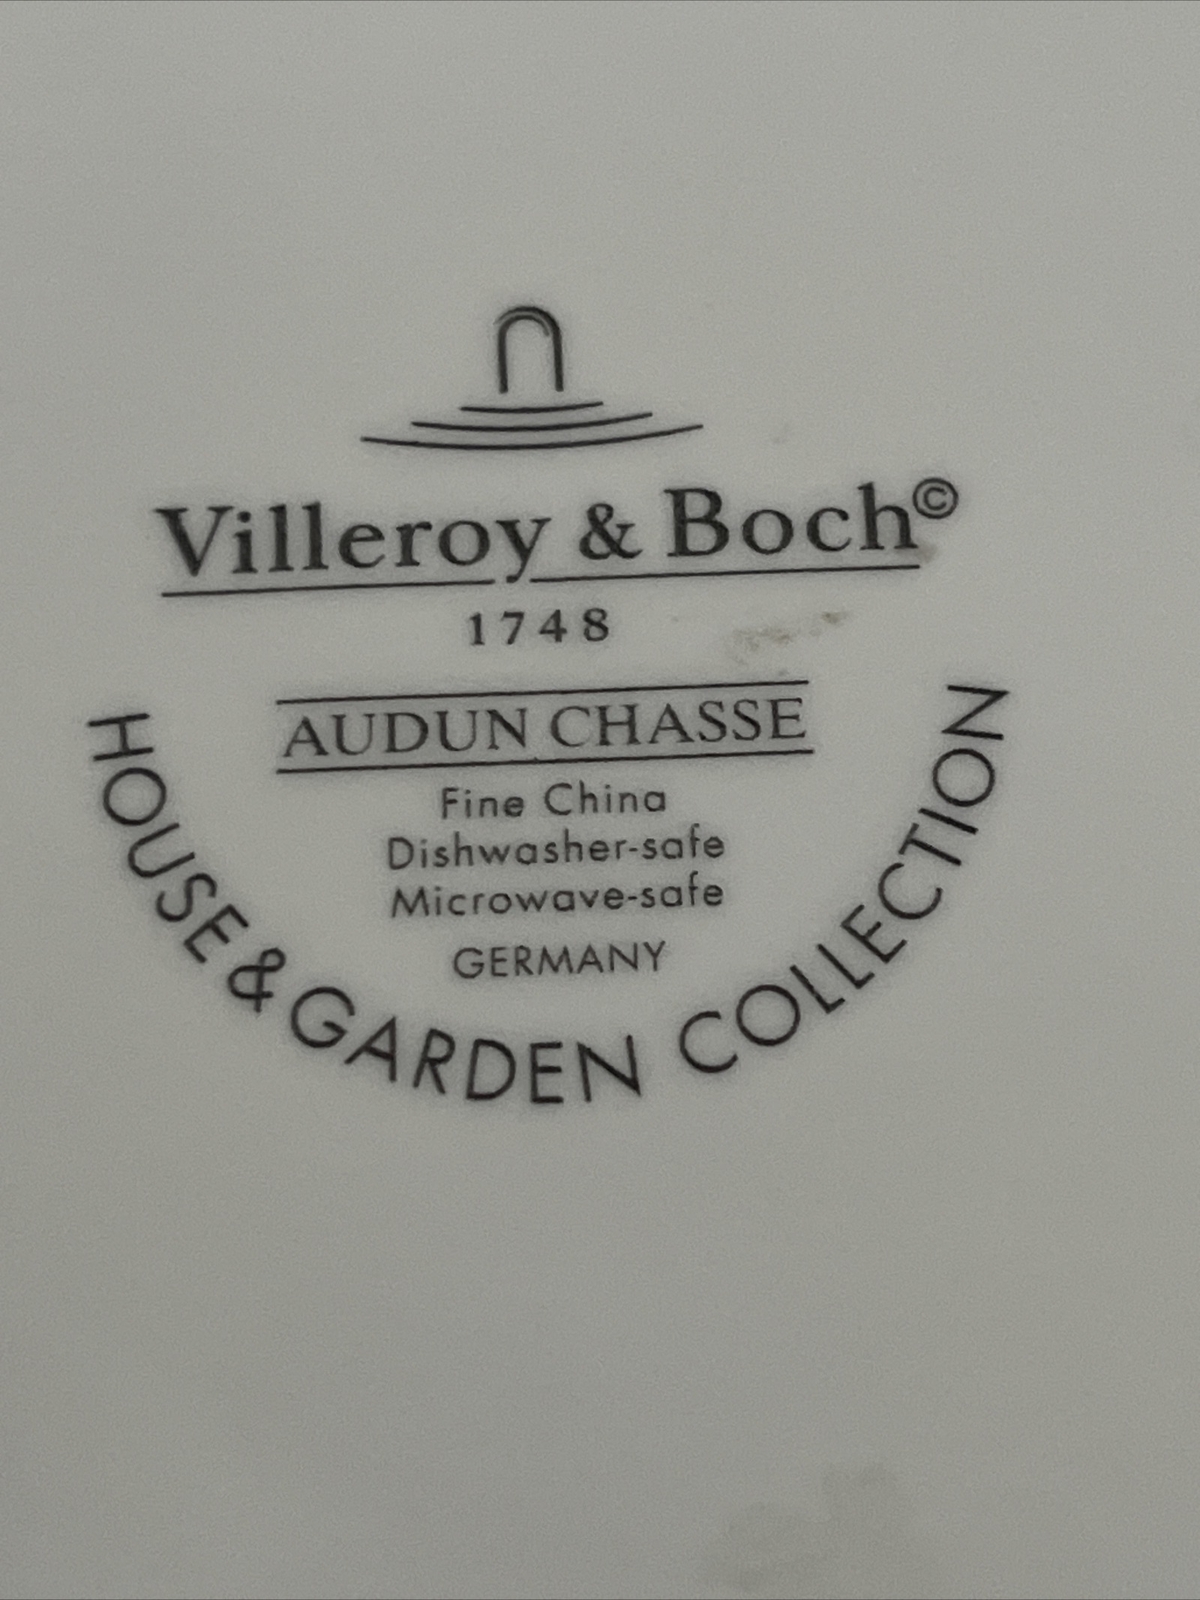 Villeroy & Boch©
1748
AUDUN CHASSE
Fine China
Dishwasher-safe
Microwave-safe
GERMANY
HOUSE & GARDEN COLLECTION